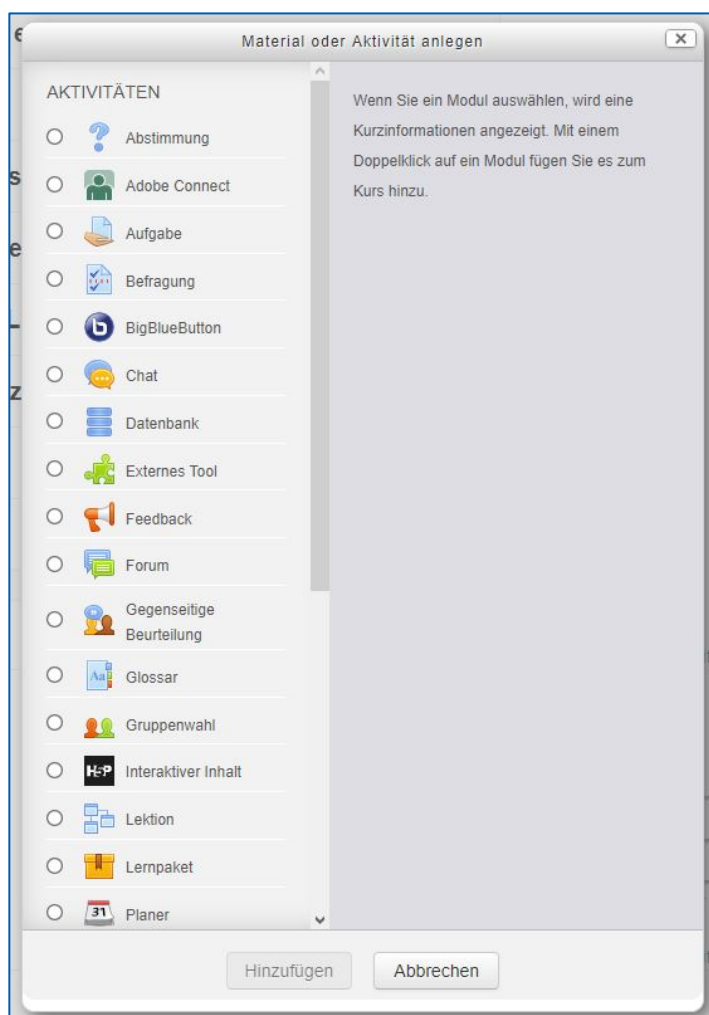 Material oder Aktivität anlegen
AKTIVITÄTEN
Abstimmung
Adobe Connect
Aufgabe
Befragung
BigBlueButton
Chat
Datenbank
Externes Tool
Feedback
Forum
Gegenseitige
Beurteilung
Glossar
Gruppenwahl
H5P Interaktiver Inhalt
Lektion
Lernpaket
31 Planer
Wenn Sie ein Modul auswählen, wird eine
Kurzinformationen angezeigt. Mit einem
Doppelklick auf ein Modul fügen Sie es zum
Kurs hinzu.
Hinzufügen
Abbrechen